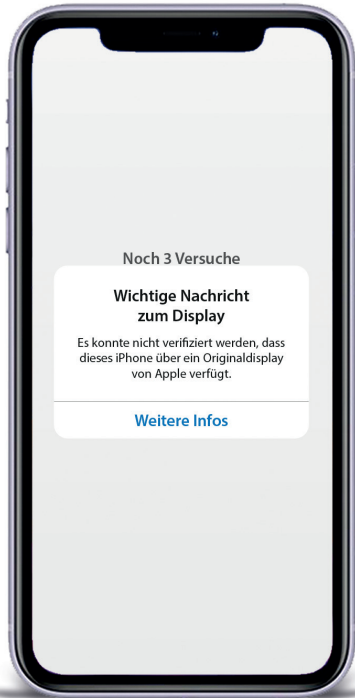 Noch 3 Versuche
Wichtige Nachricht
zum Display
Es konnte nicht verifiziert werden, dass
dieses iPhone über ein Originaldisplay
von Apple verfügt.
Weitere Infos